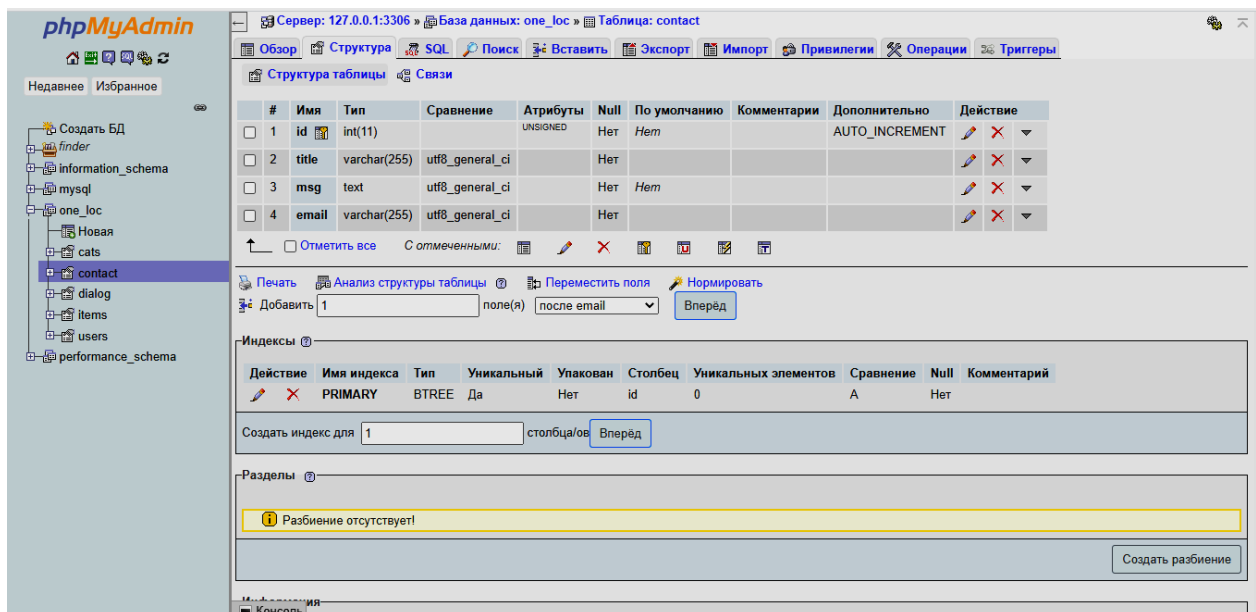 phpMyAdmin
Недавнее Избранное
Создать БД
finder
information_schema
mysql
one_loc
Новая
cats
contact
dialog
items
users
performance_schema
Сервер: 127.0.0.1:3306 » База данных: one_loc » Таблица: contact
Обзор Структура SQL Поиск Вставить Экспорт Импорт Привилегии Операции Триггеры
Структура таблицы Связи
# Имя Тип Сравнение Атрибуты Null По умолчанию Комментарии Дополнительно Действие
1 id int(11) UNSIGNED Нет Нет AUTO_INCREMENT
2 title varchar(255) utf8_general_ci Нет
3 msg text utf8_general_ci Нет Нет
4 email varchar(255) utf8_general_ci Нет
Отметить все С отмеченными:
Печать Анализ структуры таблицы Переместить поля Нормировать
Добавить 1 поле(я) после email Вперёд
Индексы
Действие Имя индекса Тип Уникальный Упакован Столбец Уникальных элементов Сравнение Null Комментарий
PRIMARY BTREE Да Нет id 0 A Нет
Создать индекс для 1 столбца/ов Вперёд
Разделы
Разбиение отсутствует!
Создать разбиение
Информация
Консоль